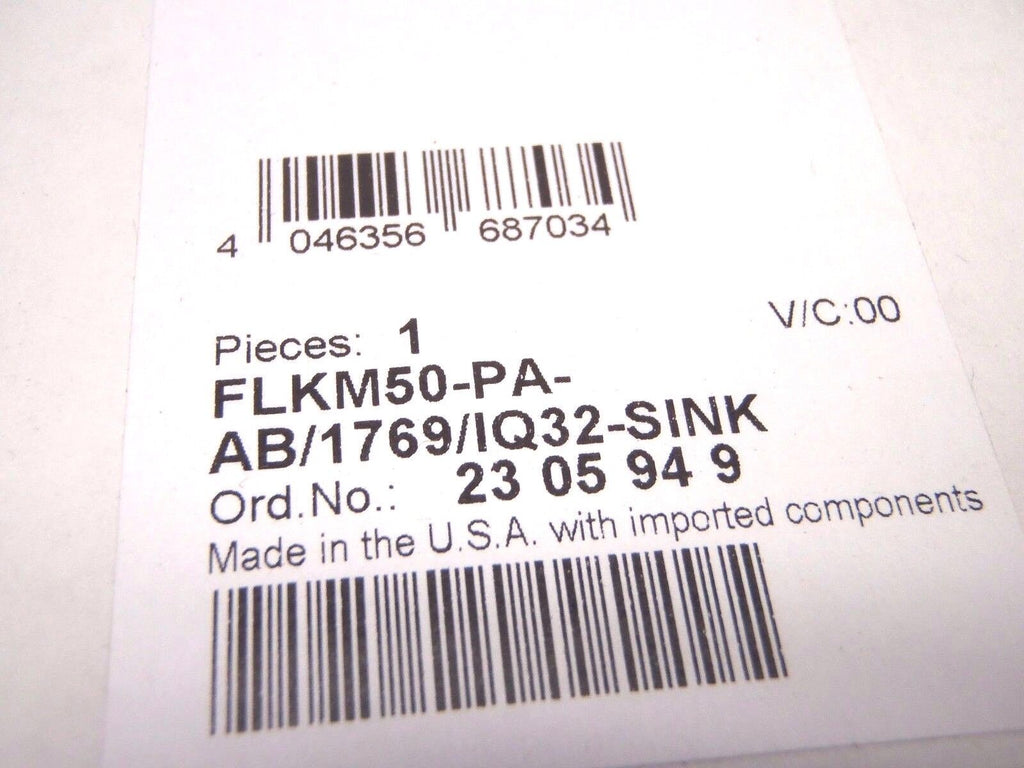 4 046356 687034
V/C:00
Pieces: 1
FLKM50-PA-
AB/1769/IQ32-SINK
Ord.No.: 23 05 94 9
Made in the U.S.A. with imported components